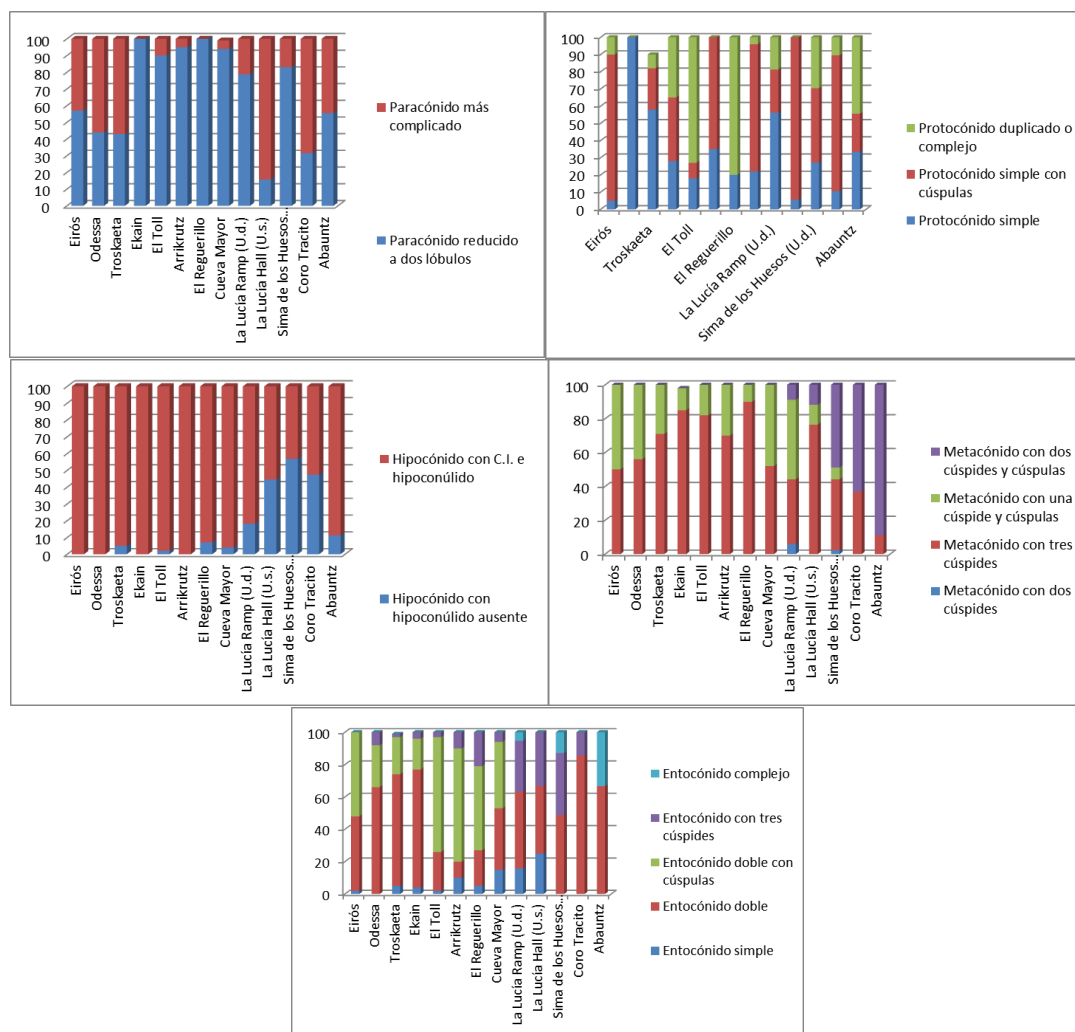 100
90
80
70
60
50
40
30
20
10
0
Eirós
Odessa
Troskaeta
Ekain
El Toll
Arrikrutz
El Reguerillo
Cueva Mayor
La Lucía Ramp (U.d.)
La Lucía Hall (U.s.)
Sima de los Huesos...
Coro Tracito
Abauntz
Paracónido más
complicado
Paracónido reducido
a dos lóbulos
100
90
80
70
60
50
40
30
20
10
0
Eirós
Troskaeta
El Toll
El Reguerillo
La Lucía Ramp (U.d.)
Sima de los Huesos (U.d.)
Abauntz
Protocónido duplicado o
complejo
Protocónido simple con
cúspulas
Protocónido simple
100
90
80
70
60
50
40
30
20
10
0
Eirós
Odessa
Troskaeta
Ekain
El Toll
Arrikrutz
El Reguerillo
Cueva Mayor
La Lucía Ramp (U.d.)
La Lucía Hall (U.s.)
Sima de los Huesos...
Coro Tracito
Abauntz
Hipocónido con C.I. e
hipoconúlido
Hipocónido con
hipoconúlido ausente
100
80
60
40
20
0
Eirós
Odessa
Troskaeta
Ekain
El Toll
Arrikrutz
El Reguerillo
Cueva Mayor
La Lucía Ramp (U.d.)
La Lucía Hall (U.s.)
Sima de los Huesos...
Coro Tracito
Abauntz
Metacónido con dos
cúspides y cúspulas
Metacónido con una
cúspide y cúspulas
Metacónido con tres
cúspides
Metacónido con dos
cúspides
100
80
60
40
20
0
Eirós
Odessa
Troskaeta
Ekain
El Toll
Arrikrutz
El Reguerillo
Cueva Mayor
La Lucía Ramp (U.d.)
La Lucía Hall (U.s.)
Sima de los Huesos...
Coro Tracito
Abauntz
Entocónido complejo
Entocónido con tres
cúspides
Entocónido doble con
cúspulas
Entocónido doble
Entocónido simple